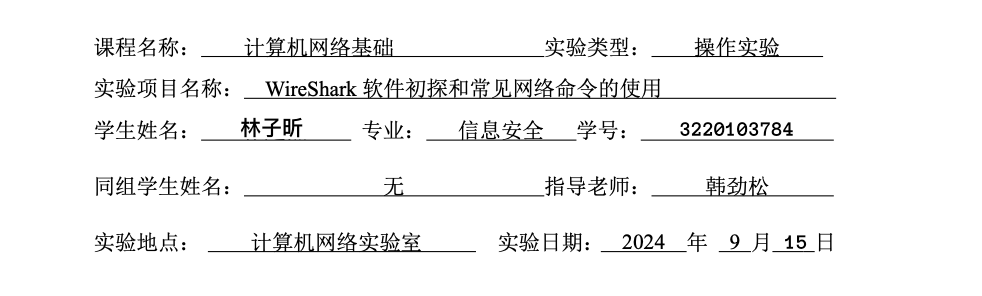 课程名称： 计算机网络基础 实验类型： 操作实验
实验项目名称： WireShark 软件初探和常见网络命令的使用
学生姓名： 林子昕 专业： 信息安全 学号： 3220103784
同组学生姓名： 无 指导老师： 韩劲松
实验地点： 计算机网络实验室 实验日期： 2024 年 9 月 15 日